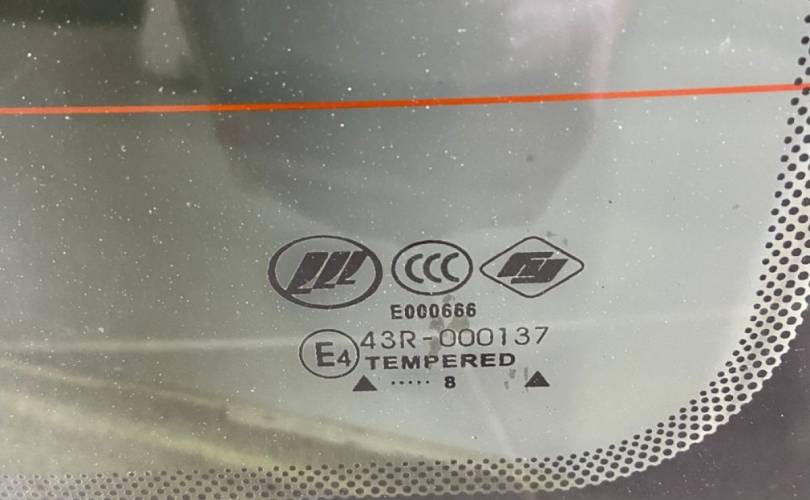 CCC
E000666
E4 43R-000137
TEMPERED
..... 8